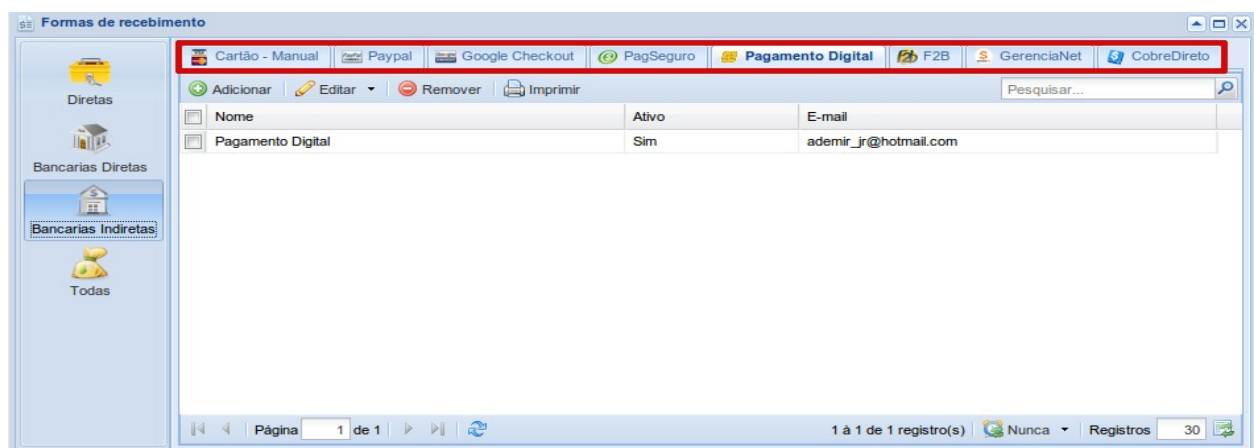 Formas de recebimento
Cartão - Manual Paypal Google Checkout PagSeguro Pagamento Digital F2B GerenciaNet CobreDireto
Adicionar Editar Remover Imprimir Pesquisar...
Diretas
Nome Ativo E-mail
Pagamento Digital Sim ademir_jr@hotmail.com
Bancarias Diretas
Bancarias Indiretas
Todas
Página 1 de 1 1 à 1 de 1 registro(s) Nunca Registros 30